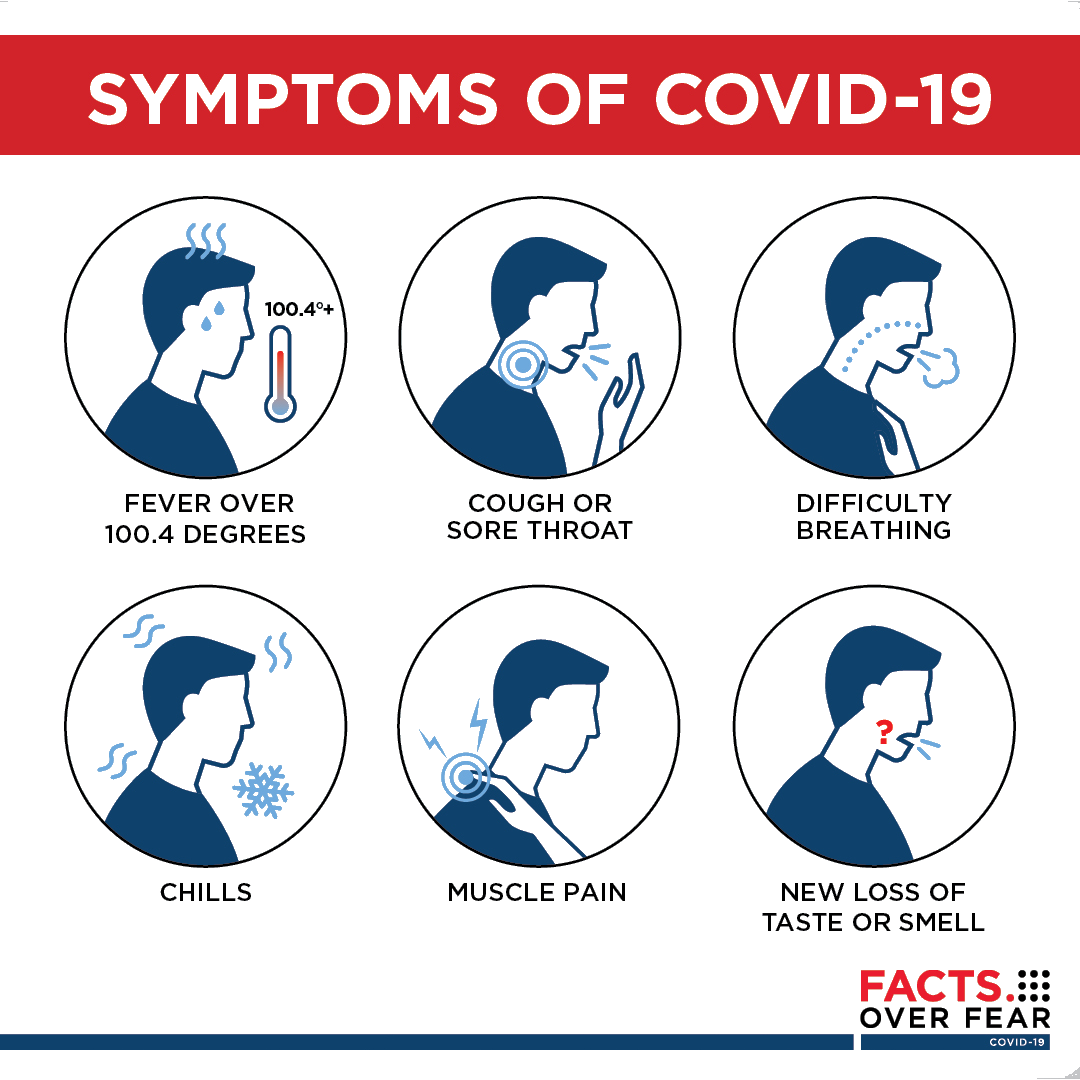 SYMPTOMS OF COVID-19
100.4°+
FEVER OVER
100.4 DEGREES
COUGH OR
SORE THROAT
DIFFICULTY
BREATHING
?
CHILLS
MUSCLE PAIN
NEW LOSS OF
TASTE OR SMELL
FACTS.
OVER FEAR
COVID-19